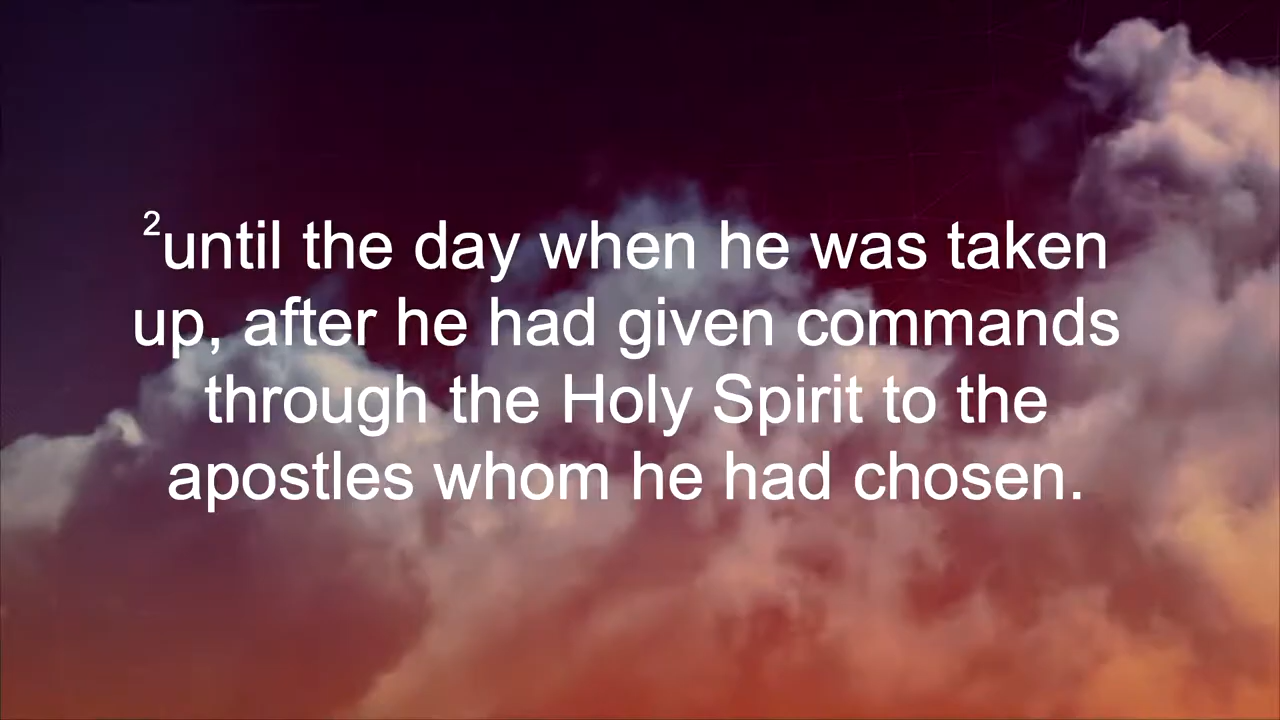 ²until the day when he was taken
up, after he had given commands
through the Holy Spirit to the
apostles whom he had chosen.